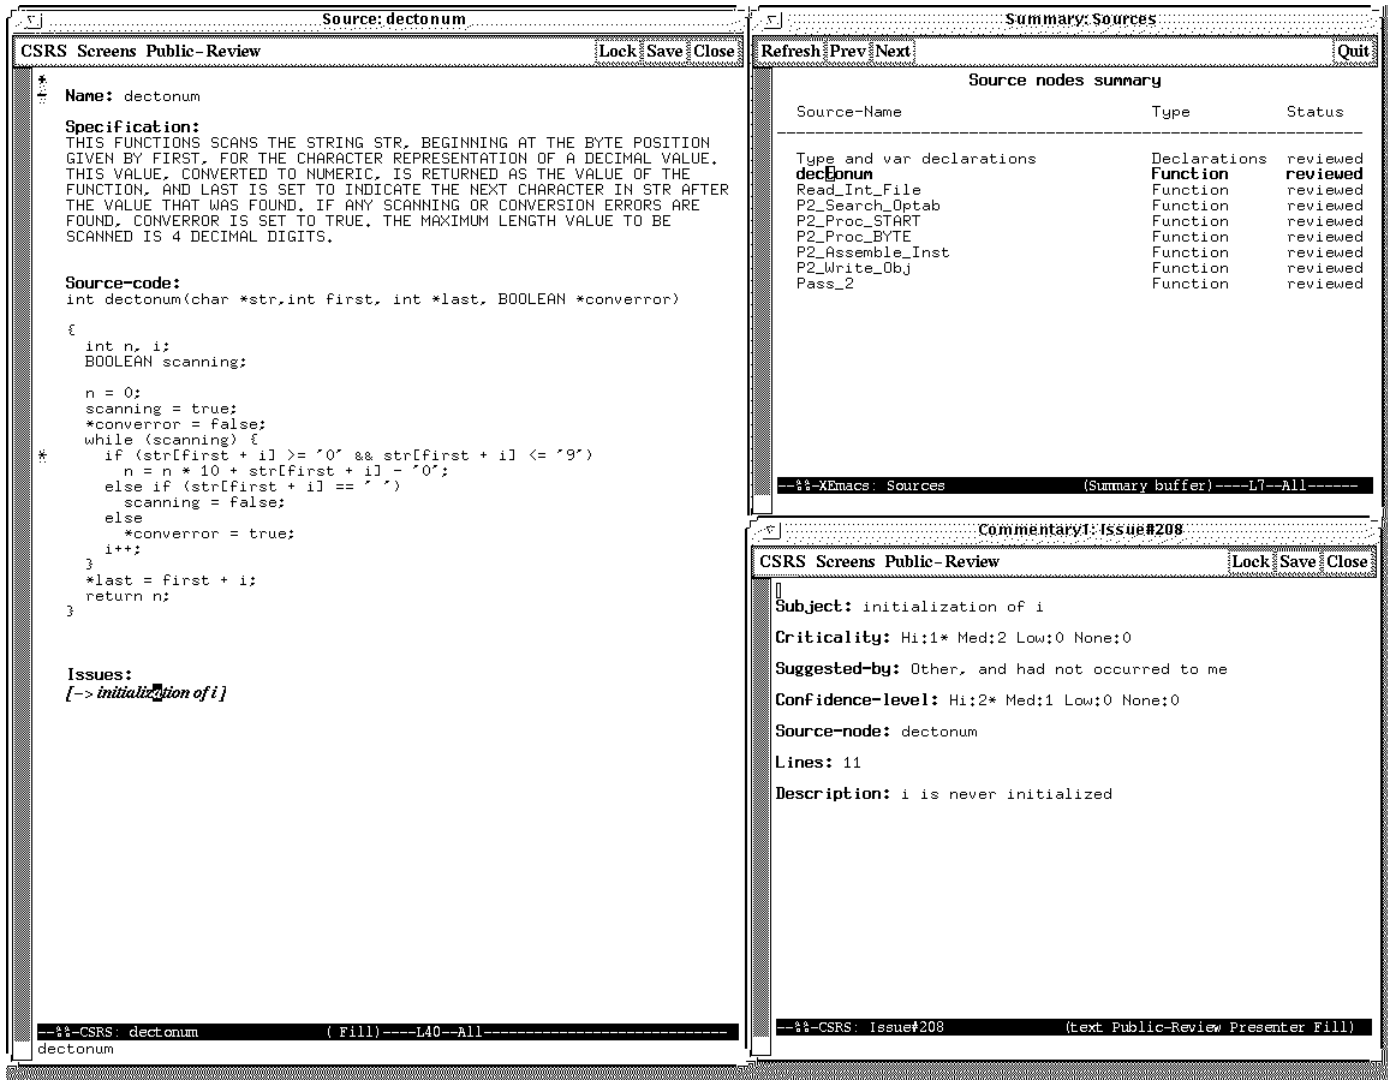 Source: dectonum
CSRS Screens Public-Review Lock Save Close
*
Name: dectonum
Specification:
THIS FUNCTIONS SCANS THE STRING STR, BEGINNING AT THE BYTE POSITION
GIVEN BY FIRST, FOR THE CHARACTER REPRESENTATION OF A DECIMAL VALUE.
THIS VALUE, CONVERTED TO NUMERIC, IS RETURNED AS THE VALUE OF THE
FUNCTION, AND LAST IS SET TO INDICATE THE NEXT CHARACTER IN STR AFTER
THE VALUE THAT WAS FOUND. IF ANY SCANNING OR CONVERSION ERRORS ARE
FOUND, CONVERROR IS SET TO TRUE. THE MAXIMUM LENGTH VALUE TO BE
SCANNED IS 4 DECIMAL DIGITS.
Source-code:
int dectonum(char *str,int first, int *last, BOOLEAN *converror)
{
int n, i;
BOOLEAN scanning;
n = 0;
scanning = true;
*converror = false;
while (scanning) {
* if (str[first + i] >= '0' && str[first + i] <= '9')
n = n * 10 + str[first + i] - '0';
else if (str[first + i] == ' ')
scanning = false;
else
*converror = true;
i++;
}
*last = first + i;
return n;
}
Issues:
[-> initialization of i ]
--%%-CSRS: dectonum ( Fill)----L40--All----------------------------
dectonum
Summary: Sources
Refresh Prev Next Quit
Source nodes summary
Source-Name Type Status
Type and var declarations Declarations reviewed
dectonum Function reviewed
Read_Int_File Function reviewed
P2_Search_Optab Function reviewed
P2_Proc_START Function reviewed
P2_Proc_BYTE Function reviewed
P2_Assemble_Inst Function reviewed
P2_Write_Obj Function reviewed
Pass_2 Function reviewed
--%%-XEmacs: Sources (Summary buffer)----L7--All------
Commentary1: Issue#208
CSRS Screens Public-Review Lock Save Close
Subject: initialization of i
Criticality: Hi:1* Med:2 Low:0 None:0
Suggested-by: Other, and had not occurred to me
Confidence-level: Hi:2* Med:1 Low:0 None:0
Source-node: dectonum
Lines: 11
Description: i is never initialized
--%%-CSRS: Issue#208 (text Public-Review Presenter Fill)